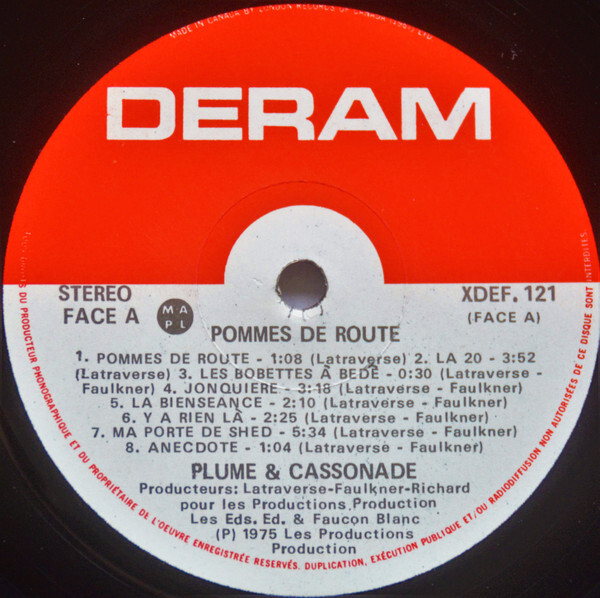 MADE IN CANADA BY LONDON RECORDS OF CANADA (1967) LTD
DERAM
STEREO
FACE A
M A
P L
XDEF. 121
(FACE A)
POMMES DE ROUTE
1. POMMES DE ROUTE - 1:08 (Latraverse) 2. LA 20 - 3:52
(Latraverse) 3. LES BOBETTES À BEDE - 0:30 (Latraverse -
Faulkner) 4. JONQUIERE - 3:18 (Latraverse - Faulkner)
5. LA BIENSEANCE - 2:10 (Latraverse - Faulkner)
6. Y A RIEN LÀ - 2:25 (Latraverse - Faulkner)
7. MA PORTE DE SHED - 5:34 (Latraverse - Faulkner)
8. ANECDOTE - 1:04 (Latraverse - Faulkner)
PLUME & CASSONADE
Producteurs: Latraverse-Faulkner-Richard
pour les Productions Production
Les Eds. Ed. & Faucon Blanc
(P) 1975 Les Productions
Production
DU PRODUCTEUR PHONOGRAPHIQUE ET DU PROPRIÉTAIRE DE L'OEUVRE ENREGISTRÉE RESERVÉS. DUPLICATION, EXÉCUTION PUBLIQUE ET/OU RADIODIFFUSION NON AUTORISÉES DE CE DISQUE SONT INTERDITES